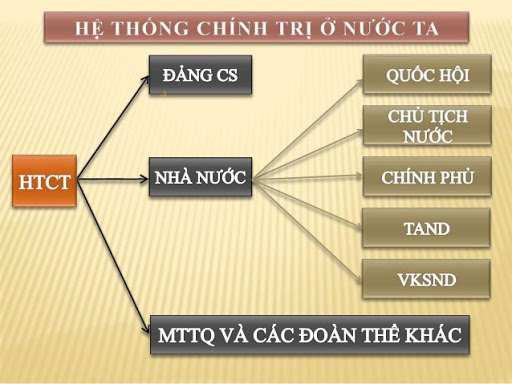 HỆ THỐNG CHÍNH TRỊ Ở NƯỚC TA
ĐẢNG CS
QUỐC HỘI
CHỦ TỊCH
NƯỚC
HTCT
NHÀ NƯỚC
CHÍNH PHỦ
TAND
VKSND
MTTQ VÀ CÁC ĐOÀN THỂ KHÁC